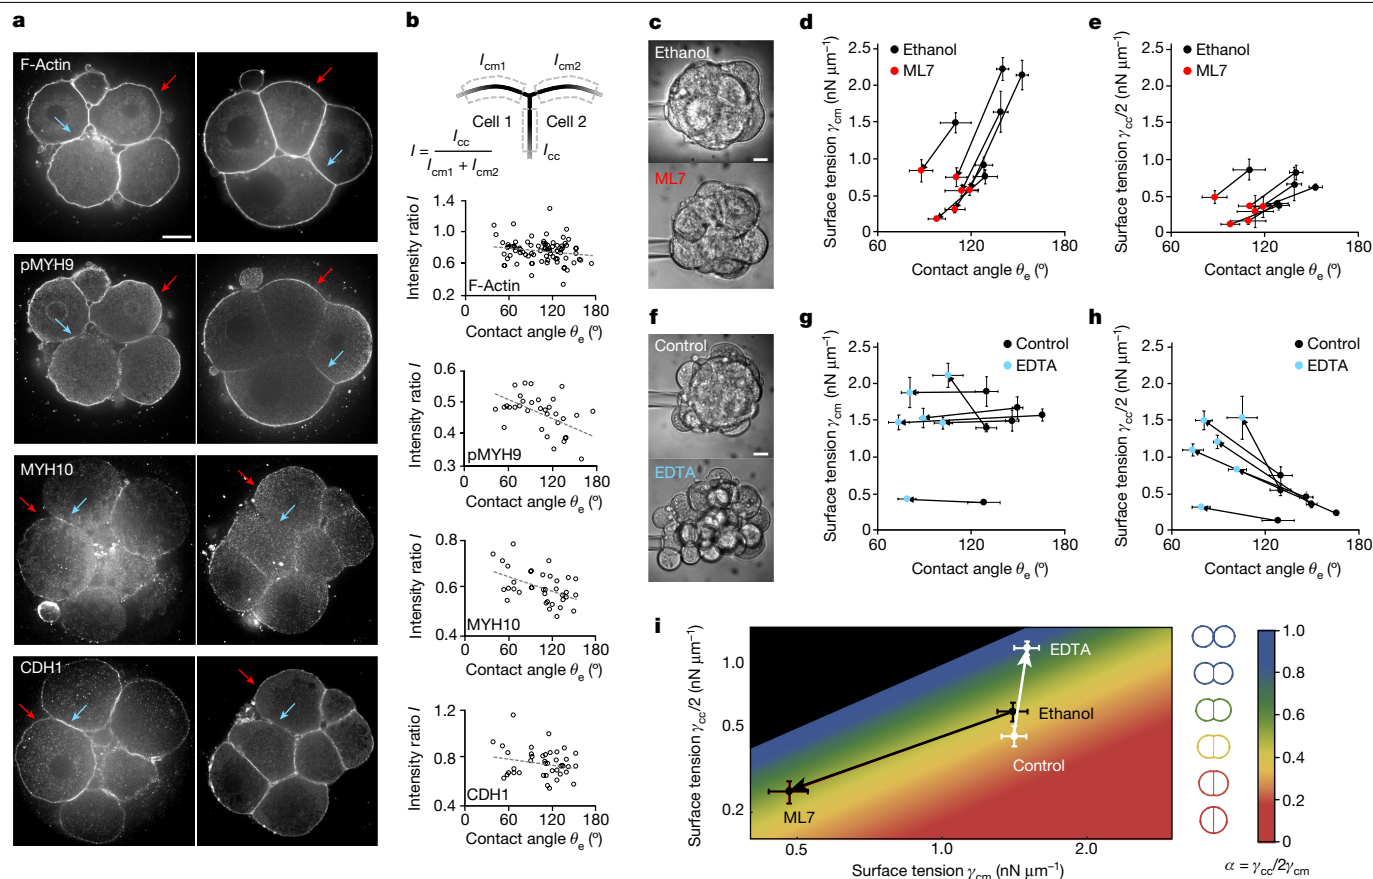 a
F-Actin
pMYH9
MYH10
CDH1
b
I_cm1
I_cm2
Cell 1
Cell 2
I = I_cc / (I_cm1 + I_cm2)
I_cc
Intensity ratio I
1.4
1.0
0.6
0.2
F-Actin
60
120
180
Contact angle θ_e (º)
Intensity ratio I
0.6
0.5
0.4
0.3
pMYH9
60
120
180
Contact angle θ_e (º)
Intensity ratio I
0.8
0.6
0.4
MYH10
60
120
180
Contact angle θ_e (º)
Intensity ratio I
1.2
0.8
0.4
CDH1
60
120
180
Contact angle θ_e (º)
c
Ethanol
ML7
d
Surface tension γ_cm (nN μm⁻¹)
2.5
2.0
1.5
1.0
0.5
0
Ethanol
ML7
60
120
180
Contact angle θ_e (º)
e
Surface tension γ_cc/2 (nN μm⁻¹)
2.5
2.0
1.5
1.0
0.5
0
Ethanol
ML7
60
120
180
Contact angle θ_e (º)
f
Control
EDTA
g
Surface tension γ_cm (nN μm⁻¹)
2.5
2.0
1.5
1.0
0.5
0
Control
EDTA
60
120
180
Contact angle θ_e (º)
h
Surface tension γ_cc/2 (nN μm⁻¹)
2.5
2.0
1.5
1.0
0.5
0
Control
EDTA
60
120
180
Contact angle θ_e (º)
i
Surface tension γ_cc/2 (nN μm⁻¹)
1.0
0.5
0.2
EDTA
Ethanol
Control
ML7
0.5
1.0
2.0
Surface tension γ_cm (nN μm⁻¹)
1.0
0.8
0.6
0.4
0.2
0
α = γ_cc/2γ_cm